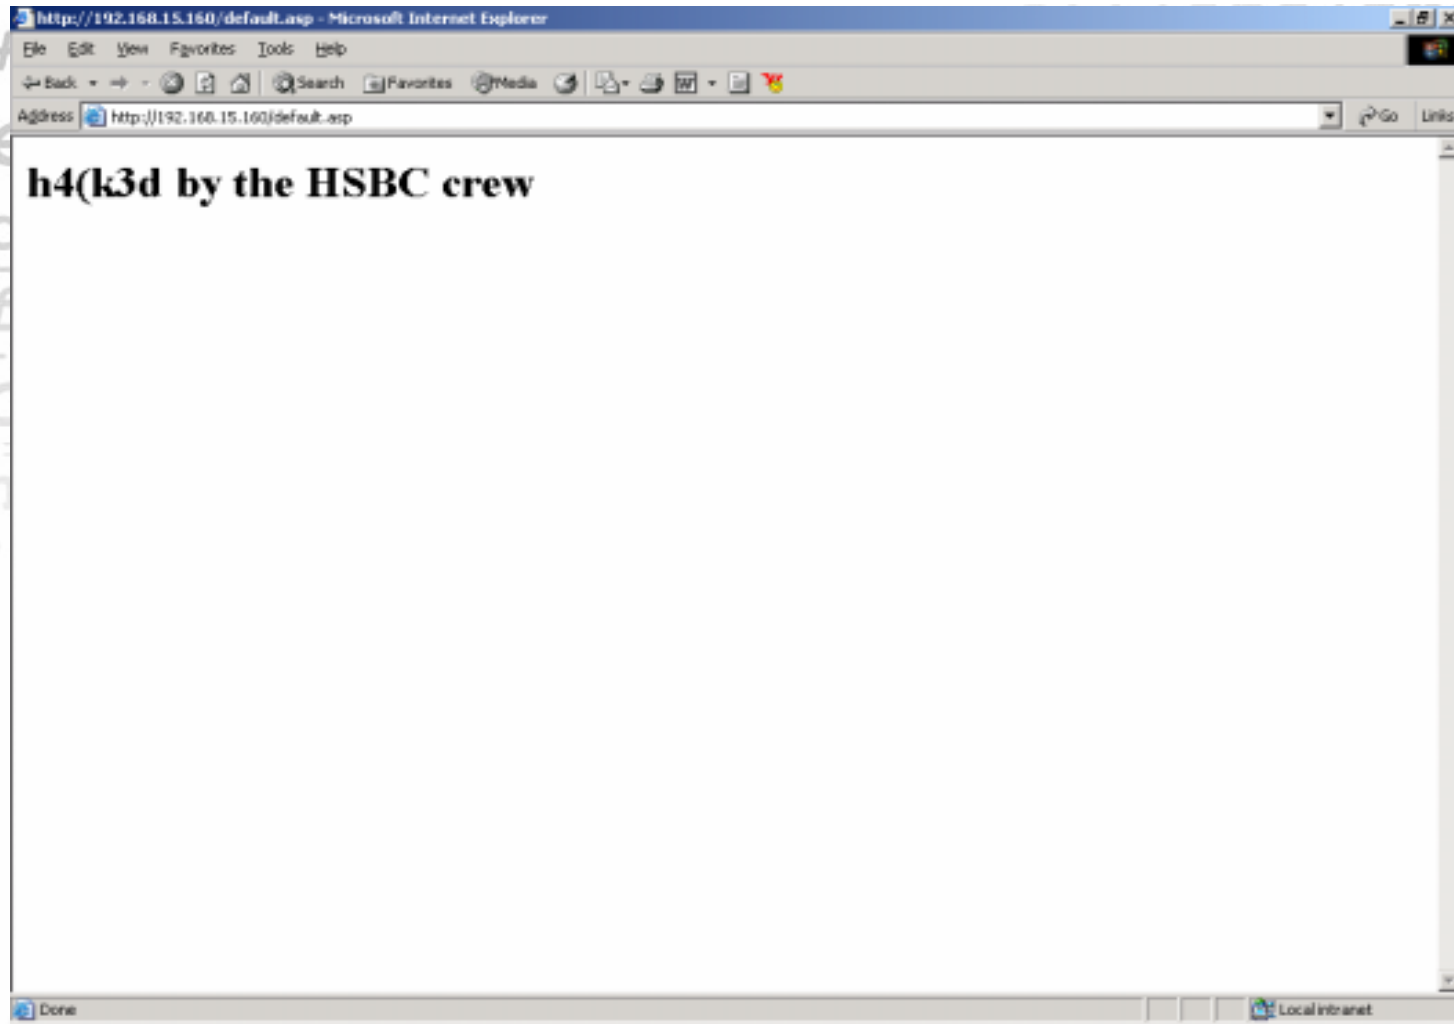 http://192.168.15.160/default.asp - Microsoft Internet Explorer
File Edit View Favorites Tools Help
Back Search Favorites Media
Address http://192.168.15.160/default.asp Go Links
h4(k3d by the HSBC crew
Done Local intranet